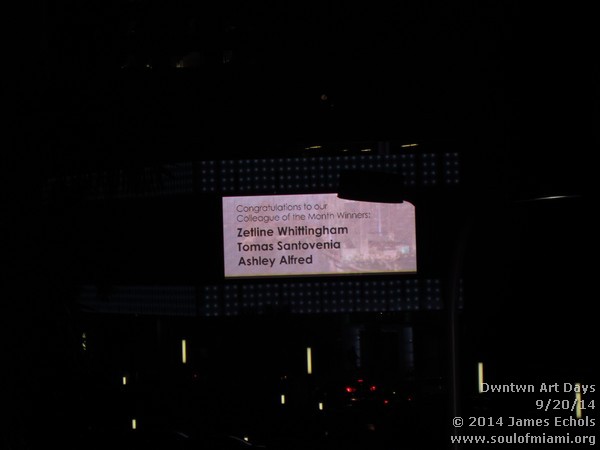 Congratulations to our
Colleague of the Month Winners:
Zetline Whittingham
Tomas Santovenia
Ashley Alfred
Dwntwn Art Days
9/20/14
© 2014 James Echols
www.soulofmiami.org